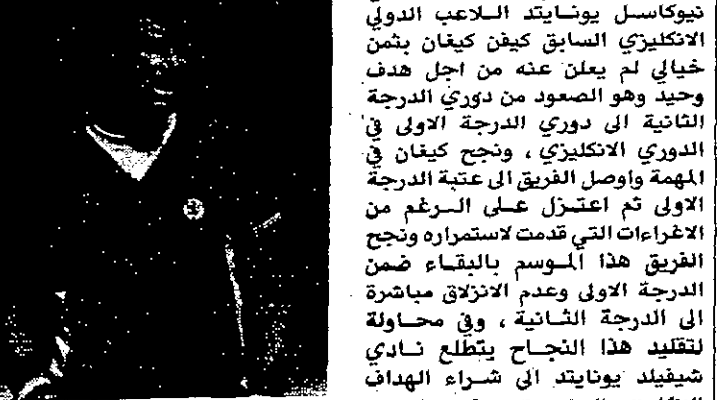 نيوكاسل يونايتد اللاعب الدولي
الانكليزي السابق كيفن كيغان بثمن
خيالي لم يعلن عنه من اجل هدف
وحيد وهو الصعود من دوري الدرجة
الثانية الى دوري الدرجة الاولى في
الدوري الانكليزي ، ونجح كيغان في
المهمة واوصل الفريق الى عتبة الدرجة
الاولى ثم اعتزل على الرغم من
الاغراءات التي قدمت لاستمراره ونجح
الفريق هذا الموسم بالبقاء ضمن
الدرجة الاولى وعدم الانزلاق مباشرة
الى الدرجة الثانية ، وفي محاولة
لتقليد هذا النجاح يتطلع نادي
شيفيلد يونايتد الى شراء الهداف